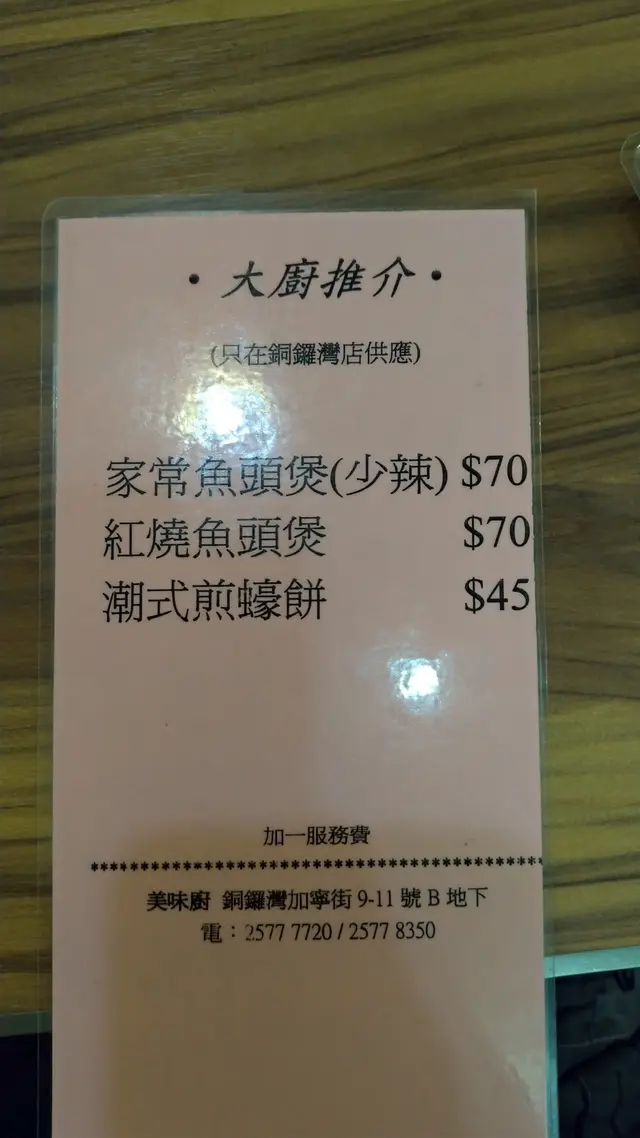 • 大廚推介 •
(只在銅鑼灣店供應)
家常魚頭煲(少辣) $70
紅燒魚頭煲 $70
潮式煎蠔餅 $45
加一服務費
******************************************************
美味廚 銅鑼灣加寧街 9-11 號 B 地下
電：2577 7720 / 2577 8350